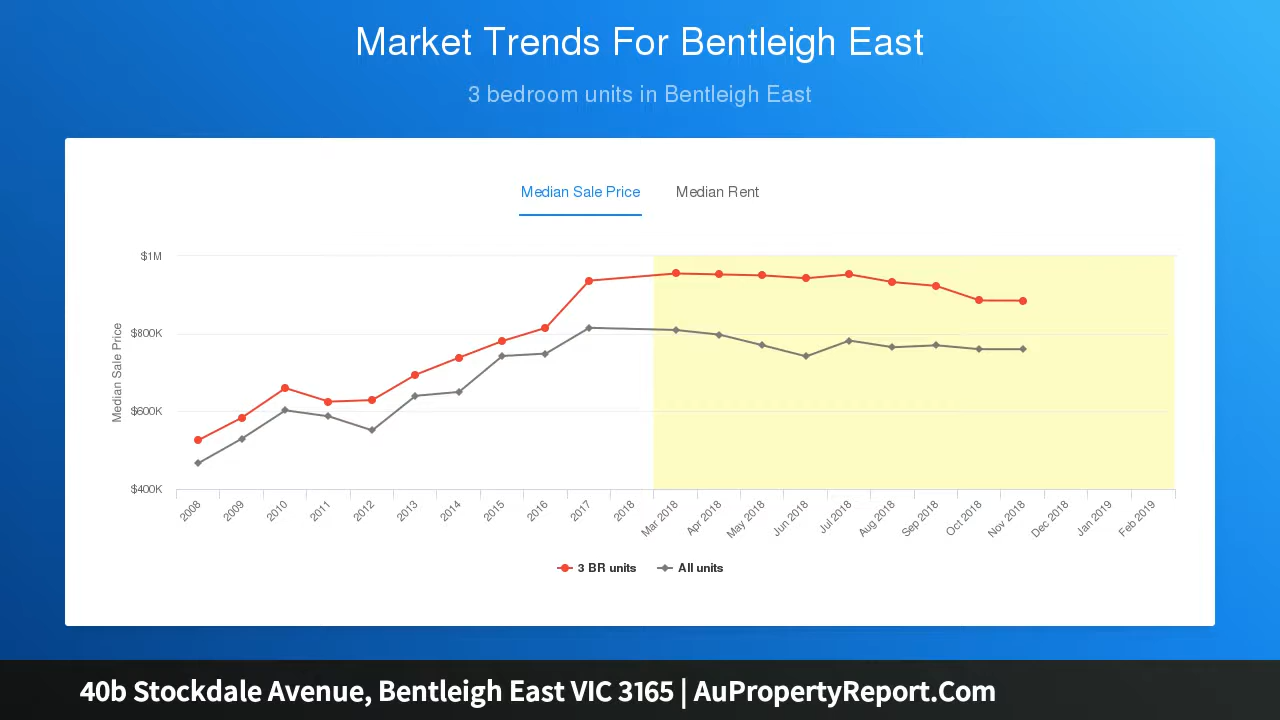 Market Trends For Bentleigh East
3 bedroom units in Bentleigh East
Median Sale Price Median Rent
$1M
$800K
$600K
$400K
Median Sale Price
2008 2009 2010 2011 2012 2013 2014 2015 2016 2017 2018 Mar 2018 Apr 2018 May 2018 Jun 2018 Jul 2018 Aug 2018 Sep 2018 Oct 2018 Nov 2018 Dec 2018 Jan 2019 Feb 2019
3 BR units All units
40b Stockdale Avenue, Bentleigh East VIC 3165 | AuPropertyReport.Com